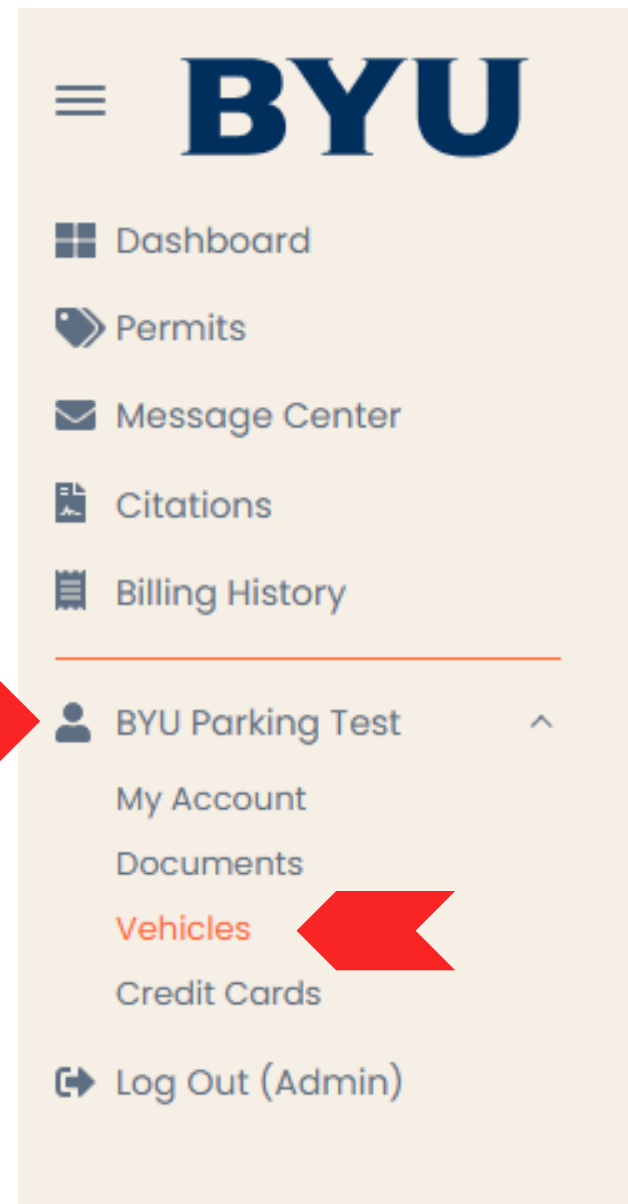 BYU
Dashboard
Permits
Message Center
Citations
Billing History
BYU Parking Test
My Account
Documents
Vehicles
Credit Cards
Log Out (Admin)